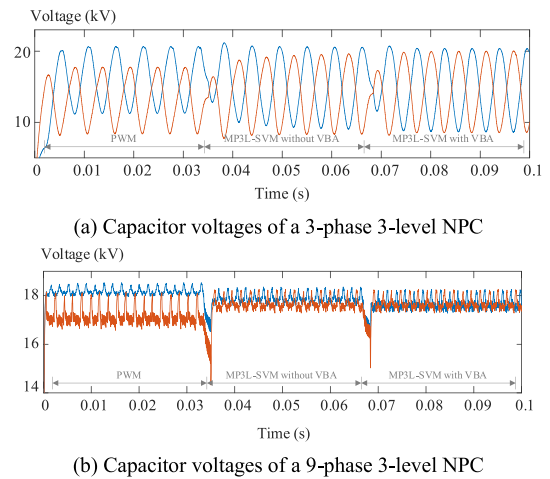 Voltage (kV)
20
10
PWM
MP3L-SVM without VBA
MP3L-SVM with VBA
0 0.01 0.02 0.03 0.04 0.05 0.06 0.07 0.08 0.09 0.1
Time (s)
(a) Capacitor voltages of a 3-phase 3-level NPC
Voltage (kV)
18
16
14
PWM
MP3L-SVM without VBA
MP3L-SVM with VBA
0 0.01 0.02 0.03 0.04 0.05 0.06 0.07 0.08 0.09 0.1
Time (s)
(b) Capacitor voltages of a 9-phase 3-level NPC